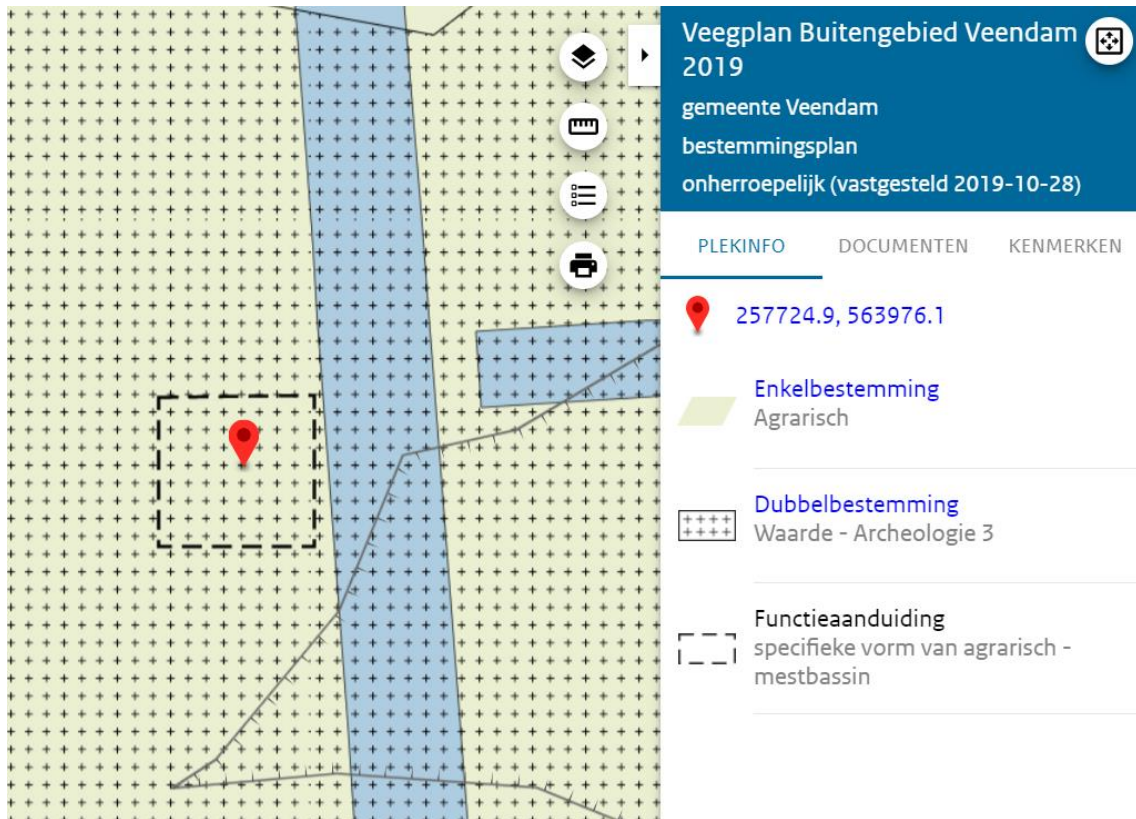 Veegplan Buitengebied Veendam
2019
gemeente Veendam
bestemmingsplan
onherroepelijk (vastgesteld 2019-10-28)
PLEKINFO DOCUMENTEN KENMERKEN
257724.9, 563976.1
Enkelbestemming
Agrarisch
Dubbelbestemming
Waarde - Archeologie 3
Functieaanduiding
specifieke vorm van agrarisch -
mestbassin